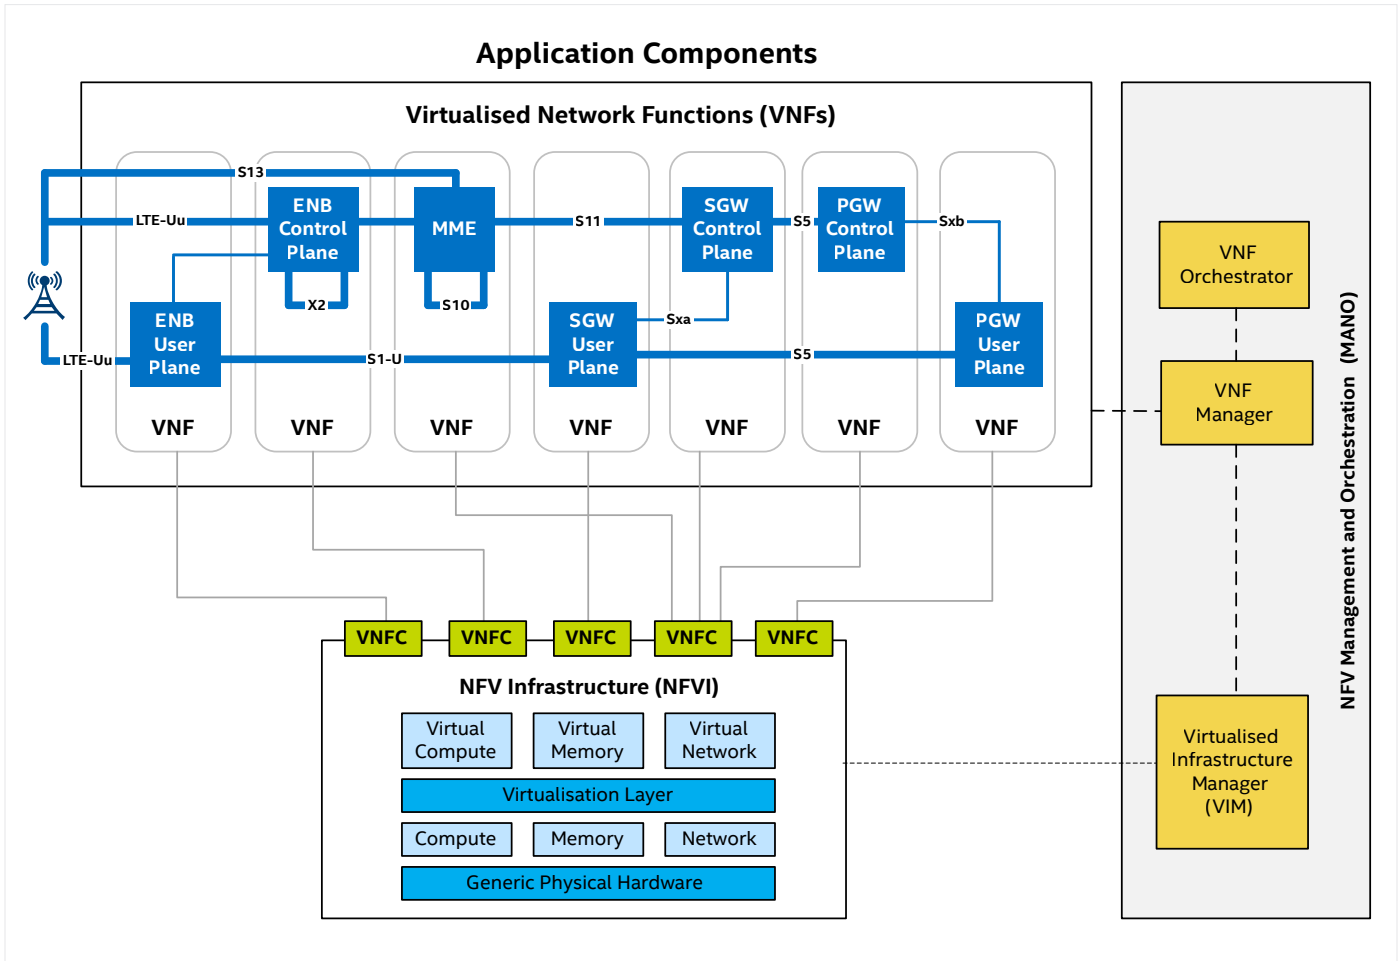 Application Components
Virtualised Network Functions (VNFs)
S13
LTE-Uu
ENB
Control
Plane
MME
S11
SGW
Control
Plane
S5
PGW
Control
Plane
Sxb
X2
S10
ENB
User
Plane
SGW
User
Plane
Sxa
PGW
User
Plane
LTE-Uu
S1-U
S5
VNF
VNF
VNF
VNF
VNF
VNF
VNF
VNF
Orchestrator
VNF
Manager
NFV Management and Orchestration (MANO)
VNFC
VNFC
VNFC
VNFC
VNFC
NFV Infrastructure (NFVI)
Virtual
Compute
Virtual
Memory
Virtual
Network
Virtualisation Layer
Compute
Memory
Network
Generic Physical Hardware
Virtualised
Infrastructure
Manager
(VIM)